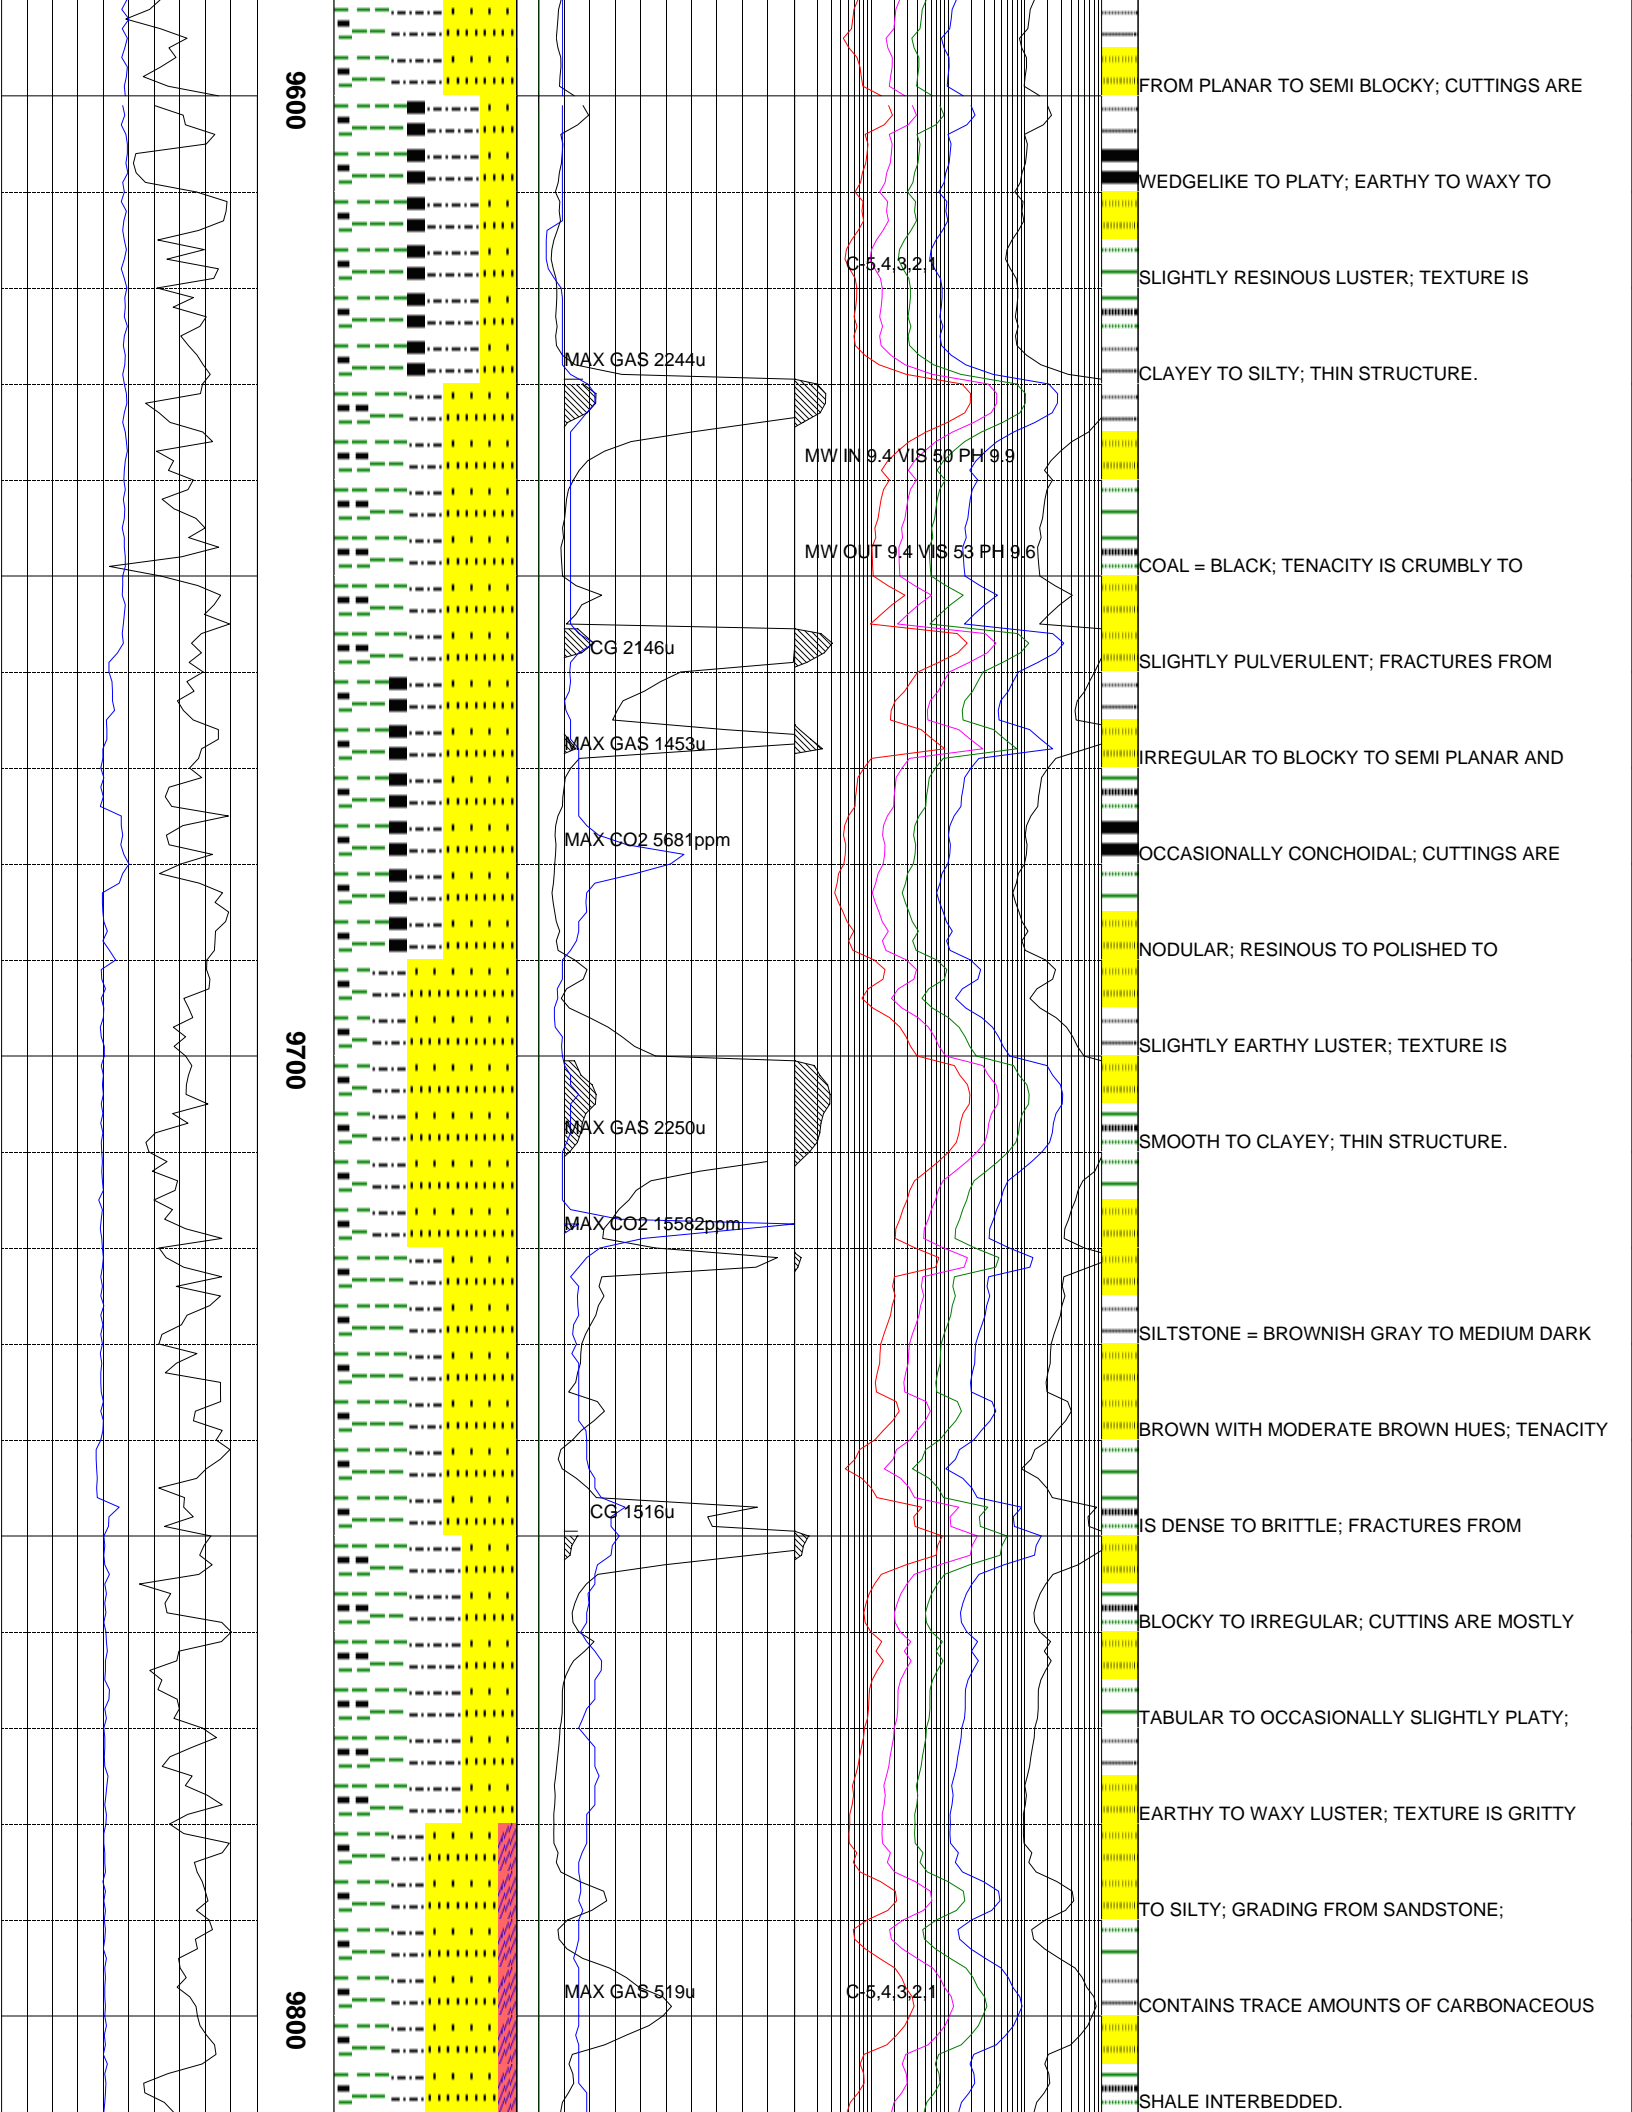 9600
FROM PLANAR TO SEMI BLOCKY; CUTTINGS ARE
WEDGELIKE TO PLATY; EARTHY TO WAXY TO
C-5,4,3,2,1
SLIGHTLY RESINOUS LUSTER; TEXTURE IS
MAX GAS 2244u
CLAYEY TO SILTY; THIN STRUCTURE.
MW IN 9.4 VIS 50 PH 9.9
MW OUT 9.4 VIS 53 PH 9.6
COAL = BLACK; TENACITY IS CRUMBLY TO
CG 2146u
SLIGHTLY PULVERULENT; FRACTURES FROM
MAX GAS 1453u
IRREGULAR TO BLOCKY TO SEMI PLANAR AND
MAX CO2 5681ppm
OCCASIONALLY CONCHOIDAL; CUTTINGS ARE
NODULAR; RESINOUS TO POLISHED TO
9700
SLIGHTLY EARTHY LUSTER; TEXTURE IS
MAX GAS 2250u
SMOOTH TO CLAYEY; THIN STRUCTURE.
MAX CO2 15582ppm
SILTSTONE = BROWNISH GRAY TO MEDIUM DARK
BROWN WITH MODERATE BROWN HUES; TENACITY
CG 1516u
IS DENSE TO BRITTLE; FRACTURES FROM
BLOCKY TO IRREGULAR; CUTTINS ARE MOSTLY
TABULAR TO OCCASIONALLY SLIGHTLY PLATY;
EARTHY TO WAXY LUSTER; TEXTURE IS GRITTY
TO SILTY; GRADING FROM SANDSTONE;
MAX GAS 519u
C-5,4,3,2,1
9800
CONTAINS TRACE AMOUNTS OF CARBONACEOUS
SHALE INTERBEDDED.